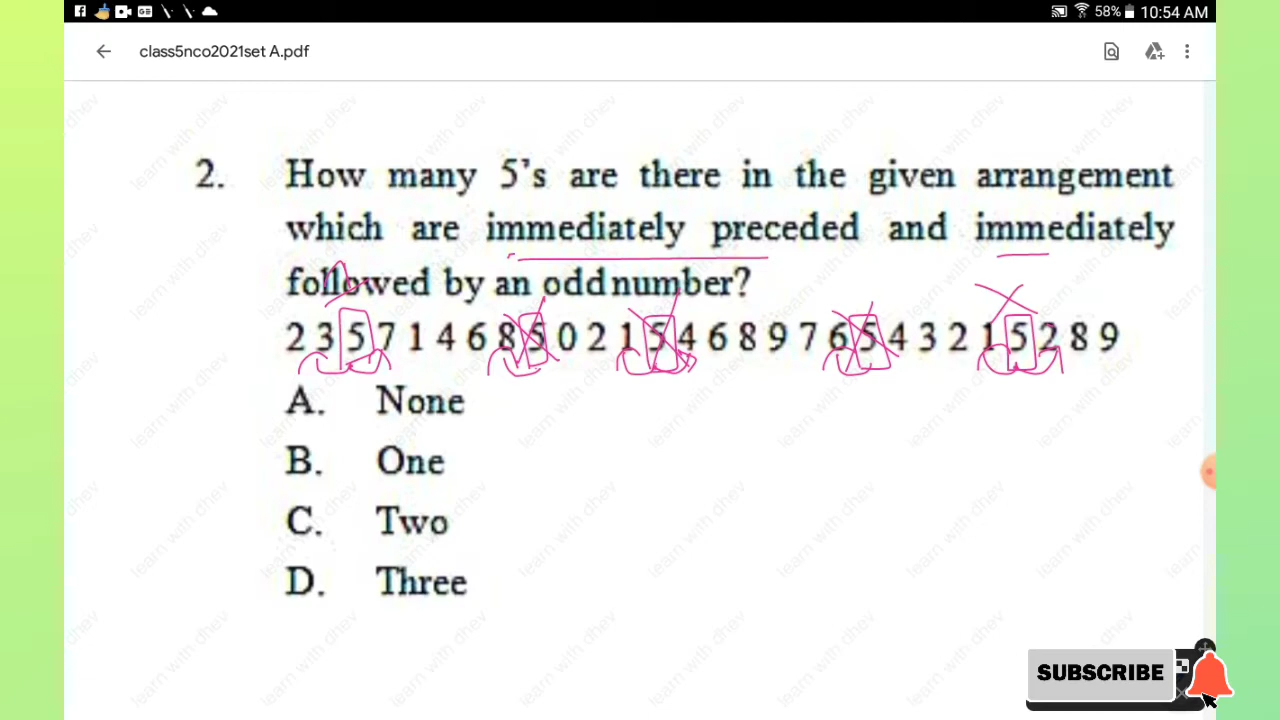 58% 10:54 AM
class5nco2021set A.pdf
2. How many 5's are there in the given arrangement
which are immediately preceded and immediately
followed by an odd number?
2 3 5 7 1 4 6 8 5 0 2 1 5 4 6 8 9 7 6 5 4 3 2 1 5 2 8 9
A. None
B. One
C. Two
D. Three
SUBSCRIBE
learn with dhev